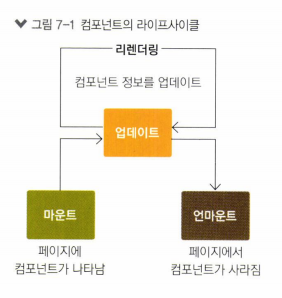 그림 7-1 컴포넌트의 라이프사이클
리렌더링
컴포넌트 정보를 업데이트
업데이트
마운트
언마운트
페이지에
컴포넌트가 나타남
페이지에서
컴포넌트가 사라짐